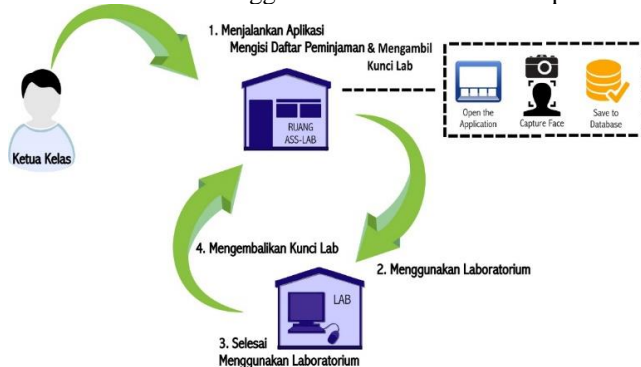 1. Menjalankan Aplikasi
Mengisi Daftar Peminjaman & Mengambil
Kunci Lab
Open the
Application
Capture Face
Save to
Database
RUANG
ASS-LAB
Ketua Kelas
4. Mengembalikan Kunci Lab
2. Menggunakan Laboratorium
LAB
3. Selesai
Menggunakan Laboratorium